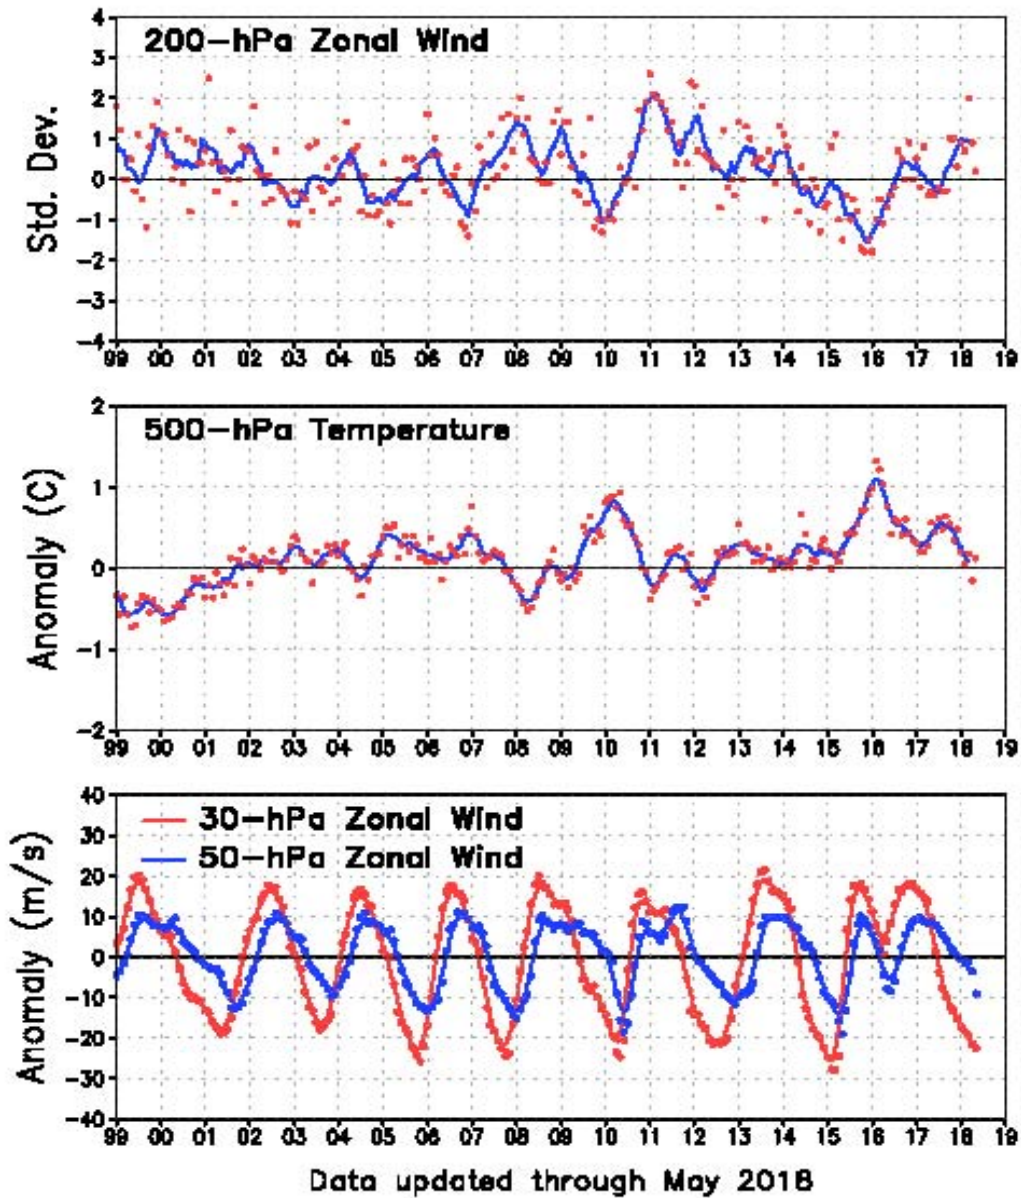 200-hPa Zonal Wind
Std. Dev.
4
3
2
1
0
-1
-2
-3
-4
99 00 01 02 03 04 05 06 07 08 09 10 11 12 13 14 15 16 17 18 19
500-hPa Temperature
Anomaly (C)
2
1
0
-1
-2
99 00 01 02 03 04 05 06 07 08 09 10 11 12 13 14 15 16 17 18 19
30-hPa Zonal Wind
50-hPa Zonal Wind
Anomaly (m/s)
40
30
20
10
0
-10
-20
-30
-40
99 00 01 02 03 04 05 06 07 08 09 10 11 12 13 14 15 16 17 18 19
Data updated through May 2018